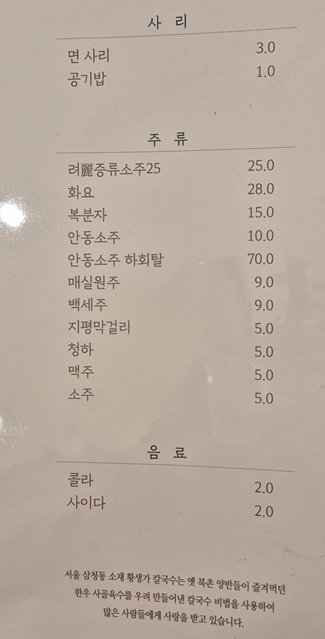 사 리
면 사리 3.0
공기밥 1.0
주 류
려麗증류소주25 25.0
화요 28.0
복분자 15.0
안동소주 10.0
안동소주 하회탈 70.0
매실원주 9.0
백세주 9.0
지평막걸리 5.0
청하 5.0
맥주 5.0
소주 5.0
음 료
콜라 2.0
사이다 2.0
서울 삼청동 소재 황생가 칼국수는 옛 북촌 양반들이 즐겨먹던
한우 사골육수를 우려 만들어낸 칼국수 비법을 사용하여
많은 사람들에게 사랑을 받고 있습니다.